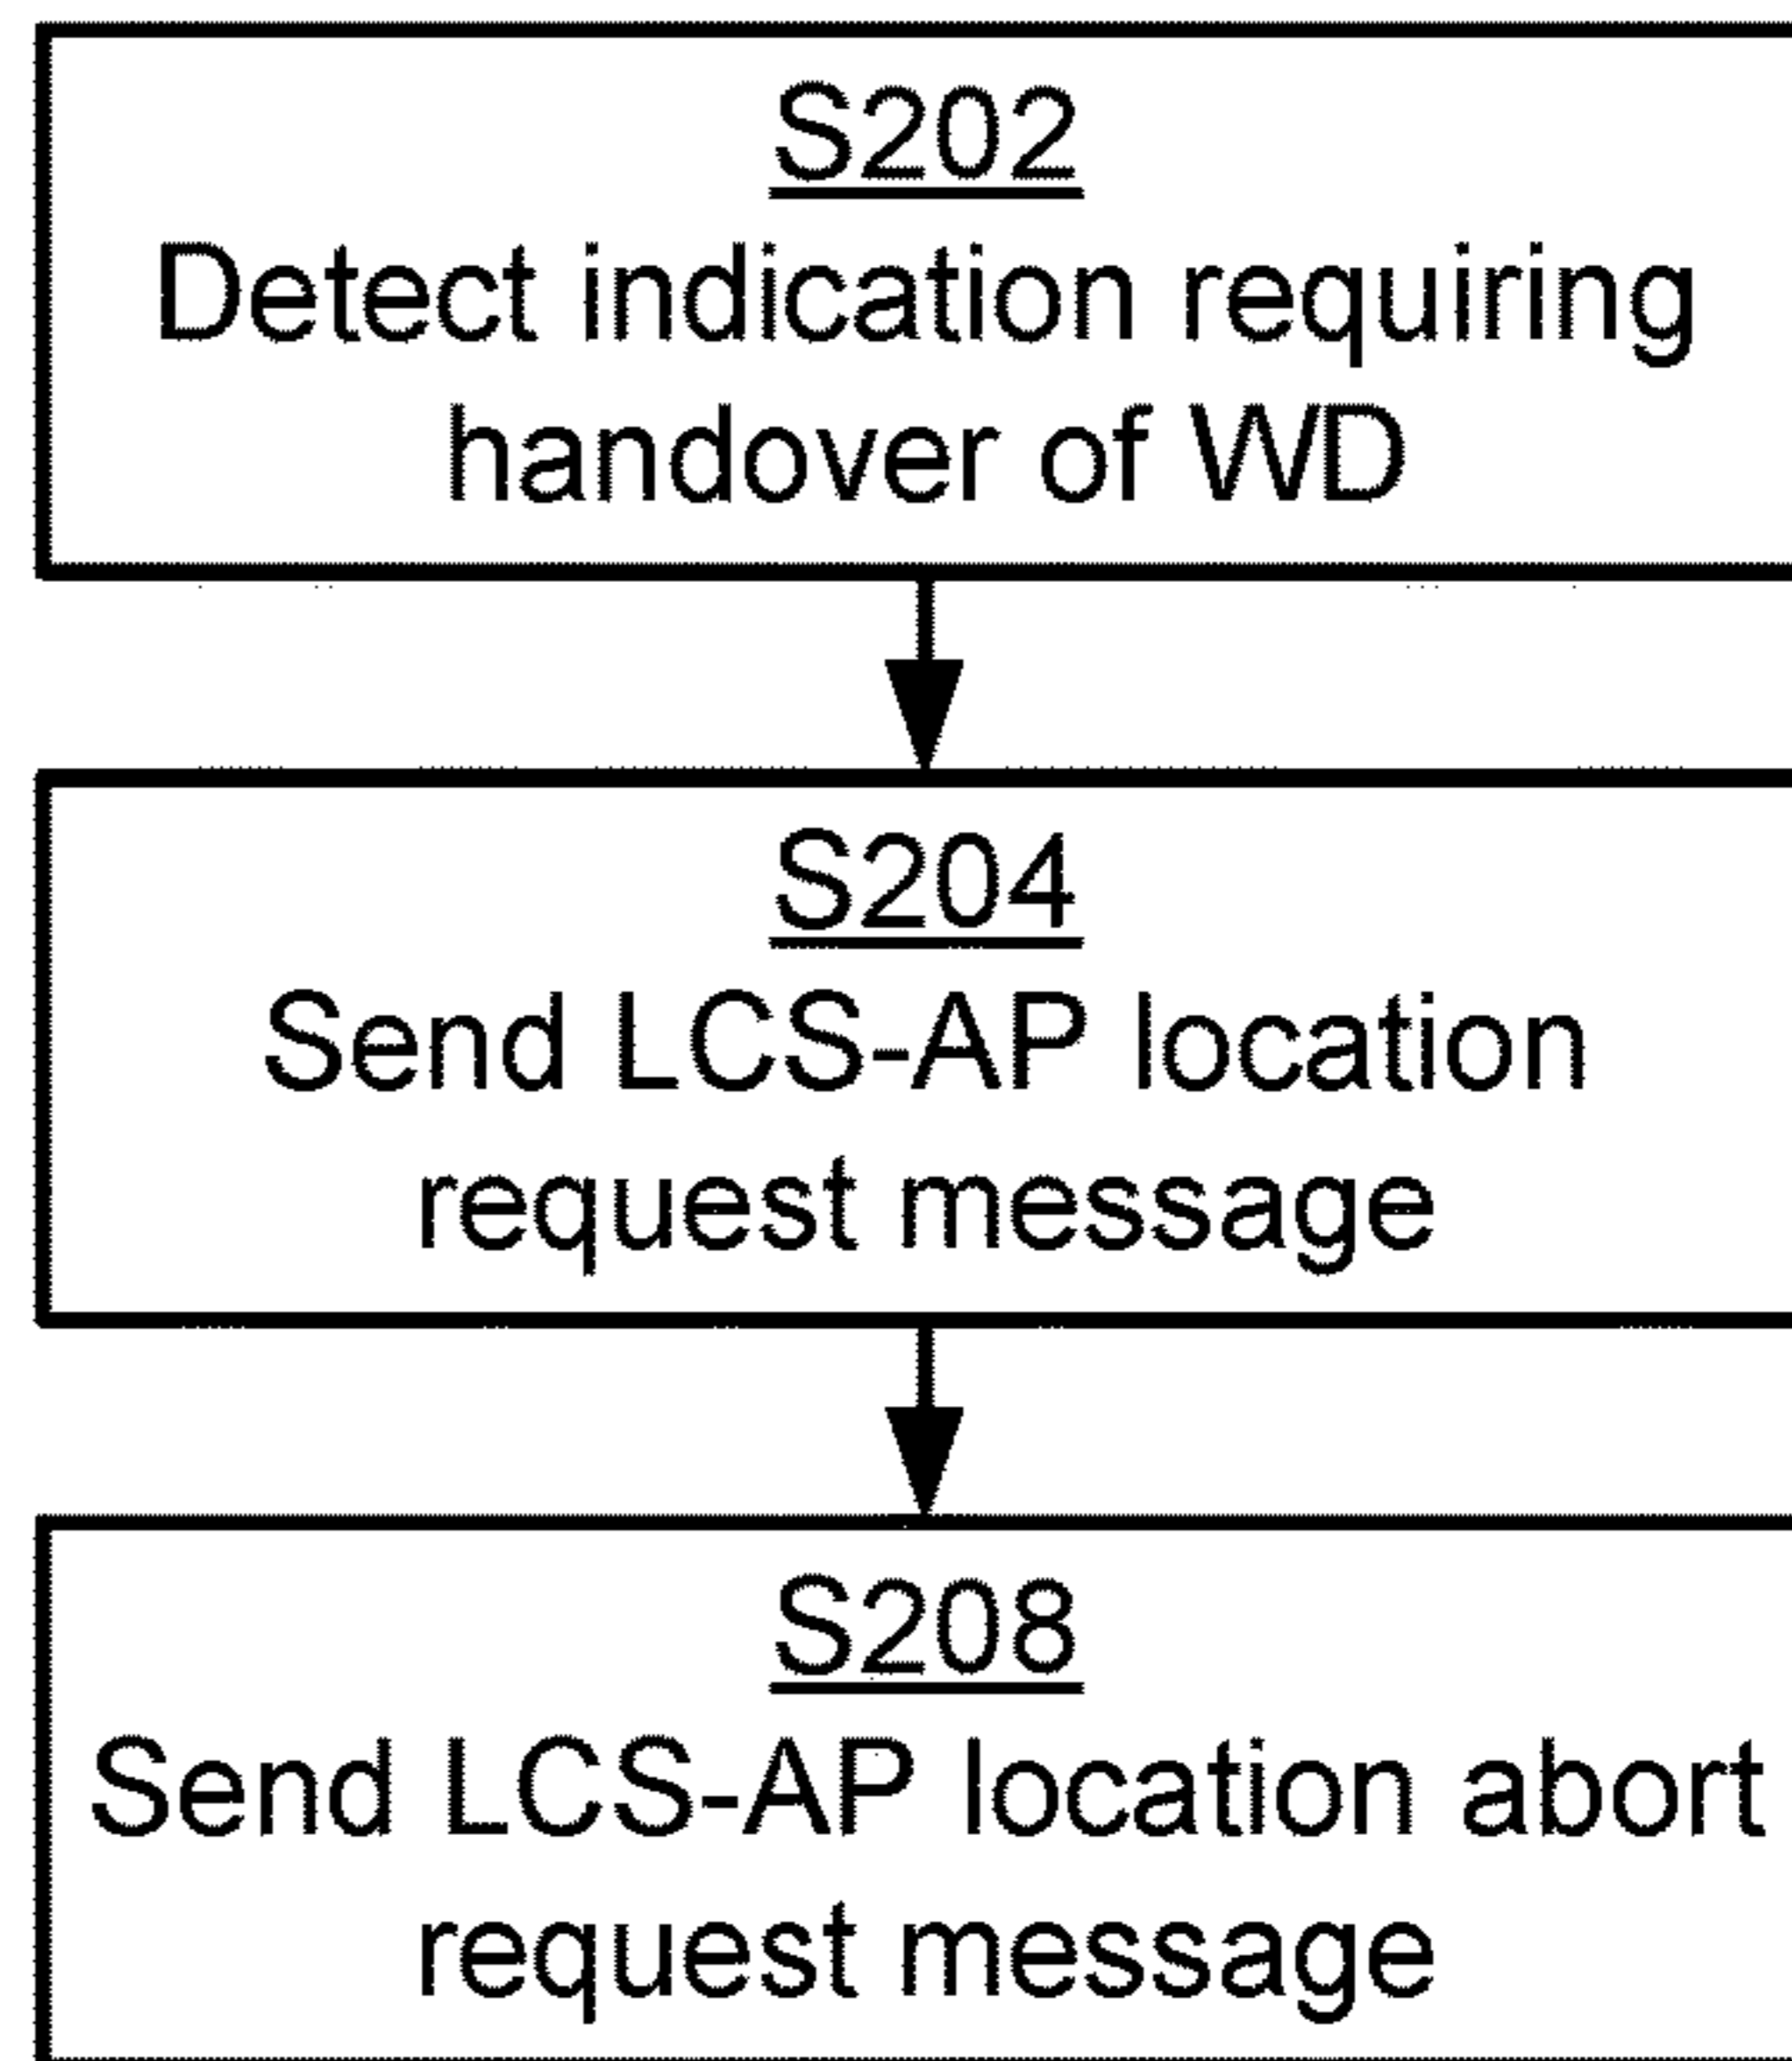 S202
Detect indication requiring
handover of WD
S204
Send LCS-AP location
request message
S208
Send LCS-AP location abort
request message